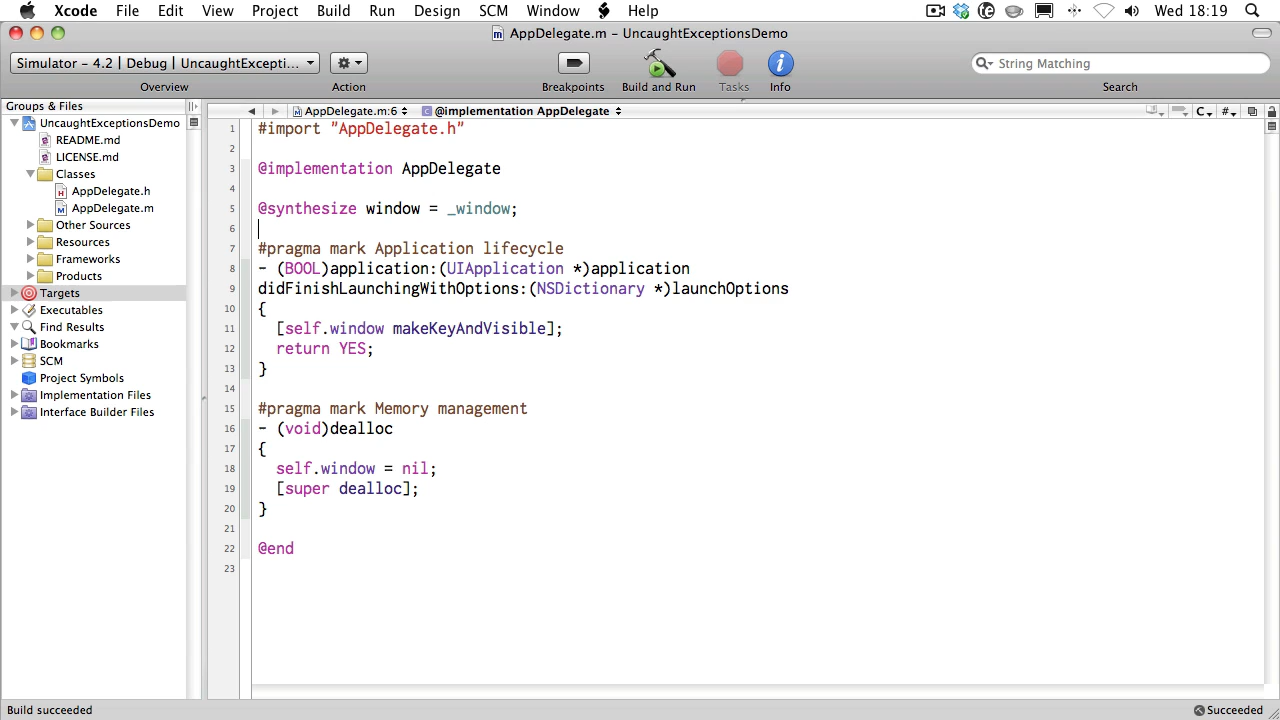 Xcode File Edit View Project Build Run Design SCM Window Help Wed 18:19
AppDelegate.m - UncaughtExceptionsDemo
Simulator - 4.2 | Debug | UncaughtExcepti...
String Matching
Overview Action Breakpoints Build and Run Tasks Info Search
Groups & Files
AppDelegate.m:6 @implementation AppDelegate
UncaughtExceptionsDemo
README.md
LICENSE.md
Classes
AppDelegate.h
AppDelegate.m
Other Sources
Resources
Frameworks
Products
Targets
Executables
Find Results
Bookmarks
SCM
Project Symbols
Implementation Files
Interface Builder Files
1 #import "AppDelegate.h"
2
3 @implementation AppDelegate
4
5 @synthesize window = _window;
6
7 #pragma mark Application lifecycle
8 - (BOOL)application:(UIApplication *)application
9 didFinishLaunchingWithOptions:(NSDictionary *)launchOptions
10 {
11 [self.window makeKeyAndVisible];
12 return YES;
13 }
14
15 #pragma mark Memory management
16 - (void)dealloc
17 {
18 self.window = nil;
19 [super dealloc];
20 }
21
22 @end
23
Build succeeded Succeeded